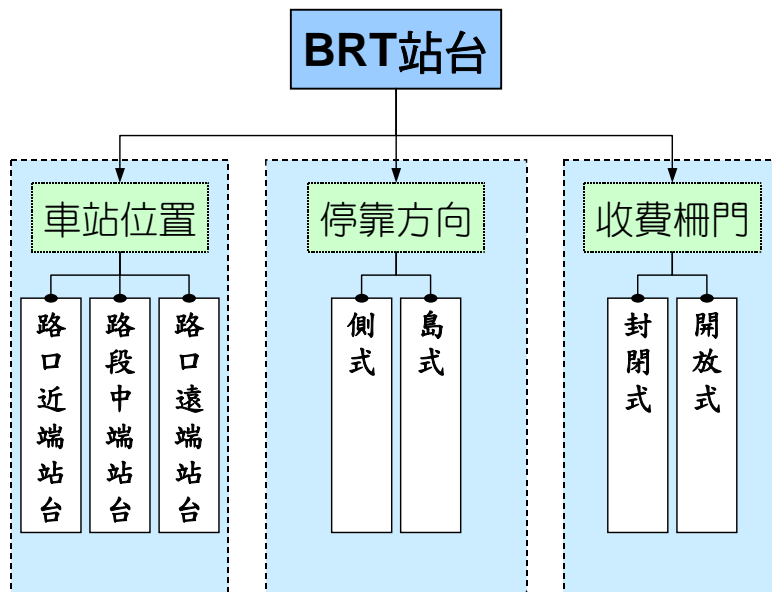 BRT站台
車站位置
停靠方向
收費柵門
路口近端站台
路段中端站台
路口遠端站台
側式
島式
封閉式
開放式